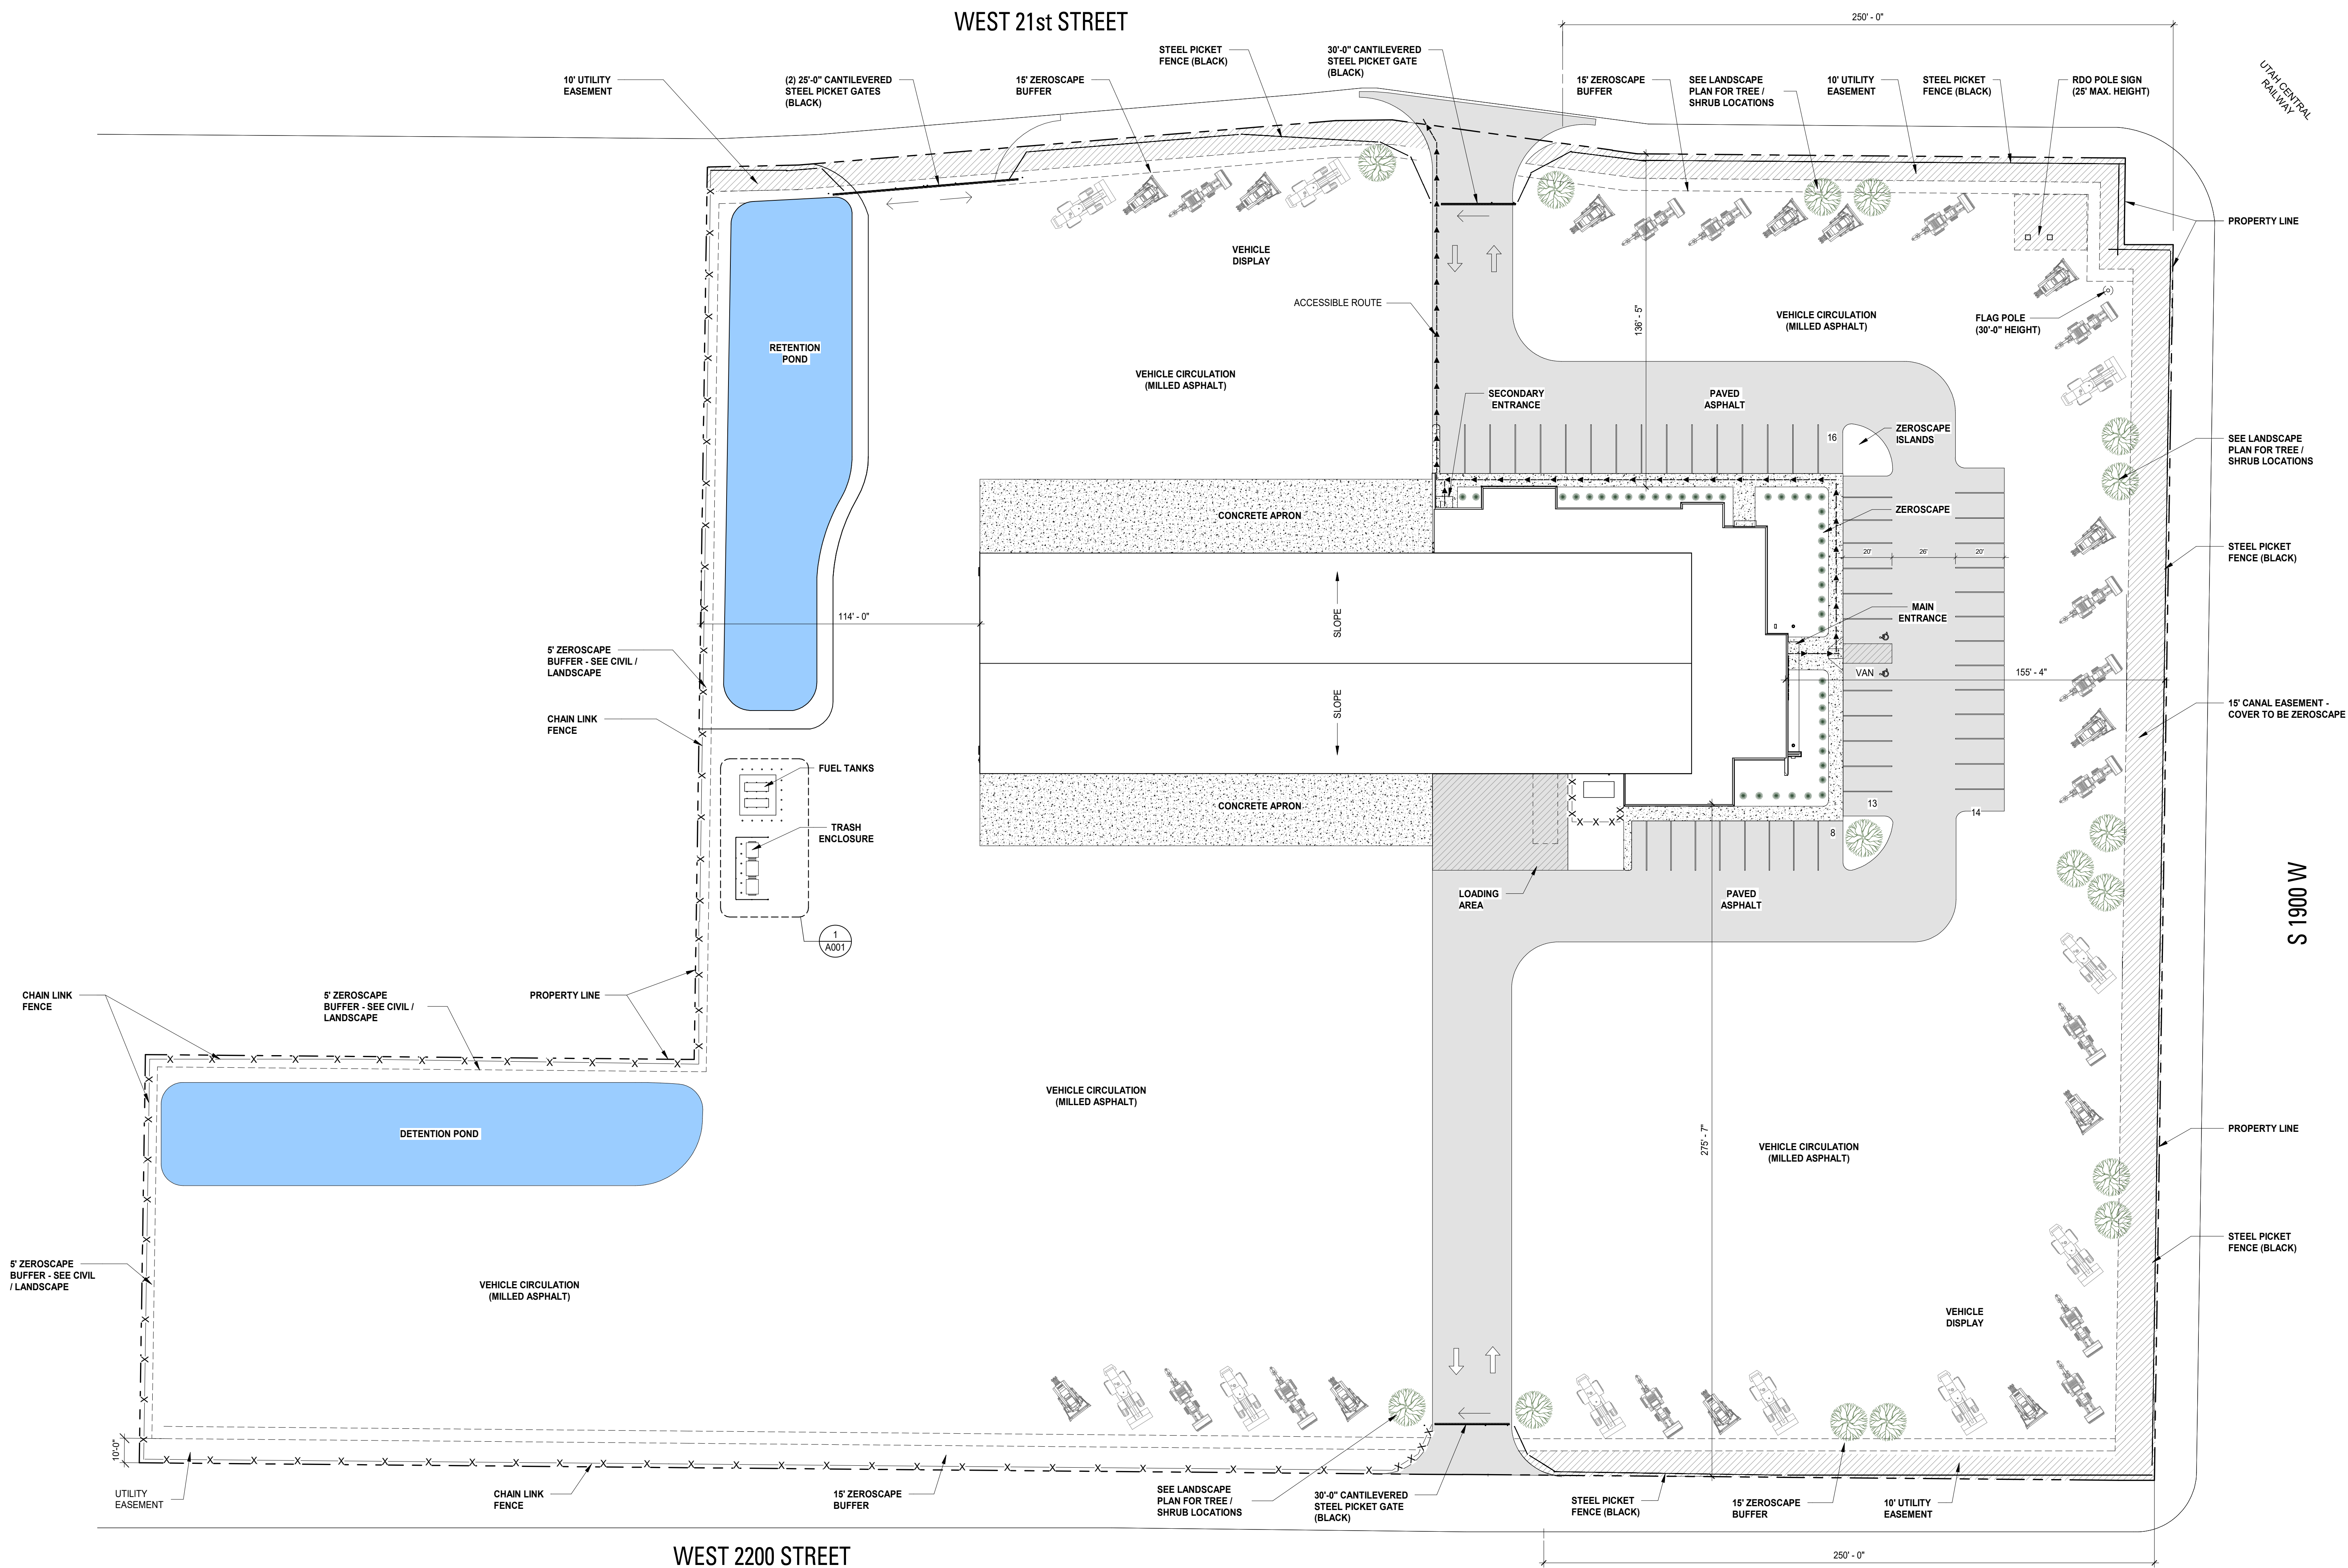 WEST 21st STREET
250' - 0"
UTAH CENTRAL
RAILWAY
10' UTILITY
EASEMENT
(2) 25'-0" CANTILEVERED
STEEL PICKET GATES
(BLACK)
15' ZEROSCAPE
BUFFER
STEEL PICKET
FENCE (BLACK)
30'-0" CANTILEVERED
STEEL PICKET GATE
(BLACK)
15' ZEROSCAPE
BUFFER
SEE LANDSCAPE
PLAN FOR TREE /
SHRUB LOCATIONS
10' UTILITY
EASEMENT
STEEL PICKET
FENCE (BLACK)
RDO POLE SIGN
(25' MAX. HEIGHT)
PROPERTY LINE
VEHICLE
DISPLAY
ACCESSIBLE ROUTE
136' - 5"
VEHICLE CIRCULATION
(MILLED ASPHALT)
FLAG POLE
(30'-0" HEIGHT)
RETENTION
POND
VEHICLE CIRCULATION
(MILLED ASPHALT)
SECONDARY
ENTRANCE
PAVED
ASPHALT
16
ZEROSCAPE
ISLANDS
SEE LANDSCAPE
PLAN FOR TREE /
SHRUB LOCATIONS
CONCRETE APRON
ZEROSCAPE
STEEL PICKET
FENCE (BLACK)
20'
26'
20'
114' - 0"
SLOPE
MAIN
ENTRANCE
5' ZEROSCAPE
BUFFER - SEE CIVIL /
LANDSCAPE
VAN
155' - 4"
SLOPE
15' CANAL EASEMENT -
COVER TO BE ZEROSCAPE
CHAIN LINK
FENCE
FUEL TANKS
CONCRETE APRON
13
14
TRASH
ENCLOSURE
8
LOADING
AREA
PAVED
ASPHALT
S 1900 W
1
A001
CHAIN LINK
FENCE
5' ZEROSCAPE
BUFFER - SEE CIVIL /
LANDSCAPE
PROPERTY LINE
VEHICLE CIRCULATION
(MILLED ASPHALT)
DETENTION POND
275' - 7"
VEHICLE CIRCULATION
(MILLED ASPHALT)
PROPERTY LINE
STEEL PICKET
FENCE (BLACK)
5' ZEROSCAPE
BUFFER - SEE CIVIL
/ LANDSCAPE
VEHICLE CIRCULATION
(MILLED ASPHALT)
VEHICLE
DISPLAY
10'-0"
UTILITY
EASEMENT
CHAIN LINK
FENCE
15' ZEROSCAPE
BUFFER
SEE LANDSCAPE
PLAN FOR TREE /
SHRUB LOCATIONS
30'-0" CANTILEVERED
STEEL PICKET GATE
(BLACK)
STEEL PICKET
FENCE (BLACK)
15' ZEROSCAPE
BUFFER
10' UTILITY
EASEMENT
WEST 2200 STREET
250' - 0"